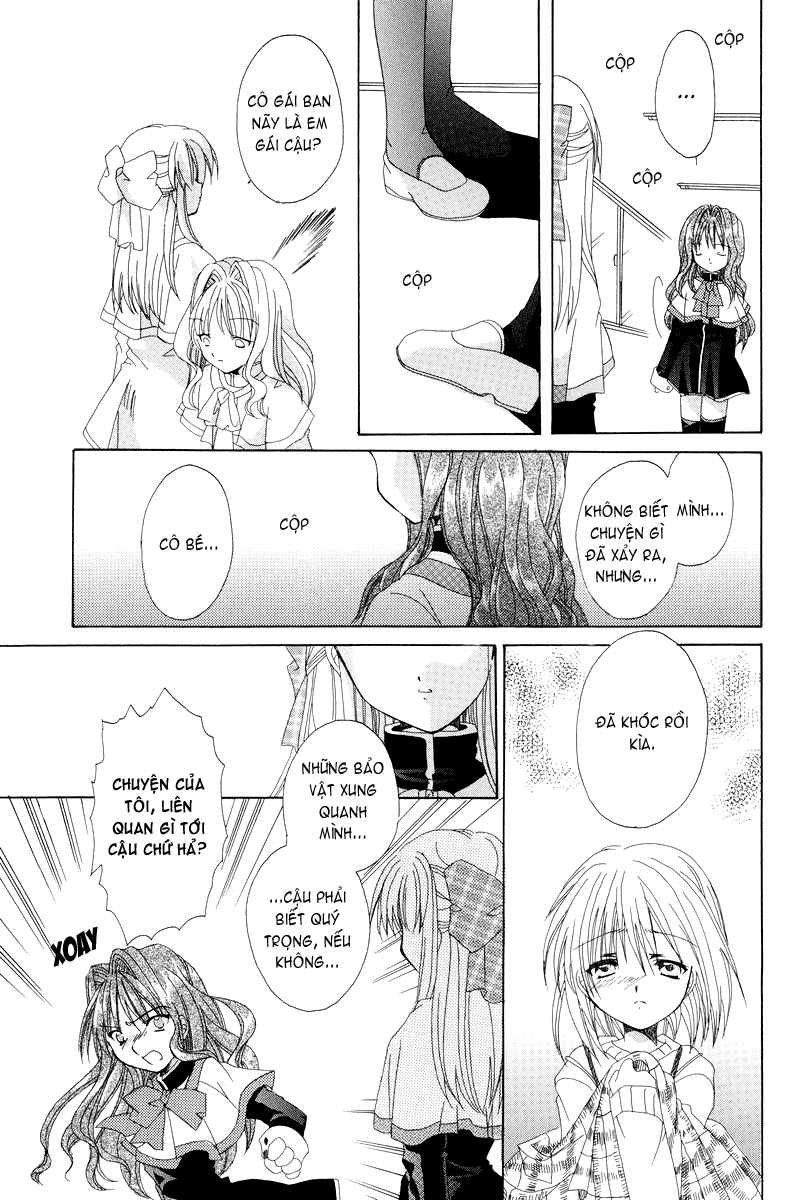 CỘP
CỘP
...
CỘP
CỘP
CÔ GÁI BAN
NÃY LÀ EM
GÁI CẬU?
KHÔNG BIẾT MÌNH...
CHUYỆN GÌ
ĐÃ XẨY RA,
NHƯNG...
CỘP
CÔ BÉ...
ĐÃ KHÓC RỒI
KÌA.
NHỮNG BẢO
VẬT XUNG
QUANH
MÌNH...
...CẬU PHẢI
BIẾT QUÝ
TRỌNG, NẾU
KHÔNG...
CHUYỆN CỦA
TÔI, LIÊN
QUAN GÌ TỚI
CẬU CHỨ HẢ?
XOAY